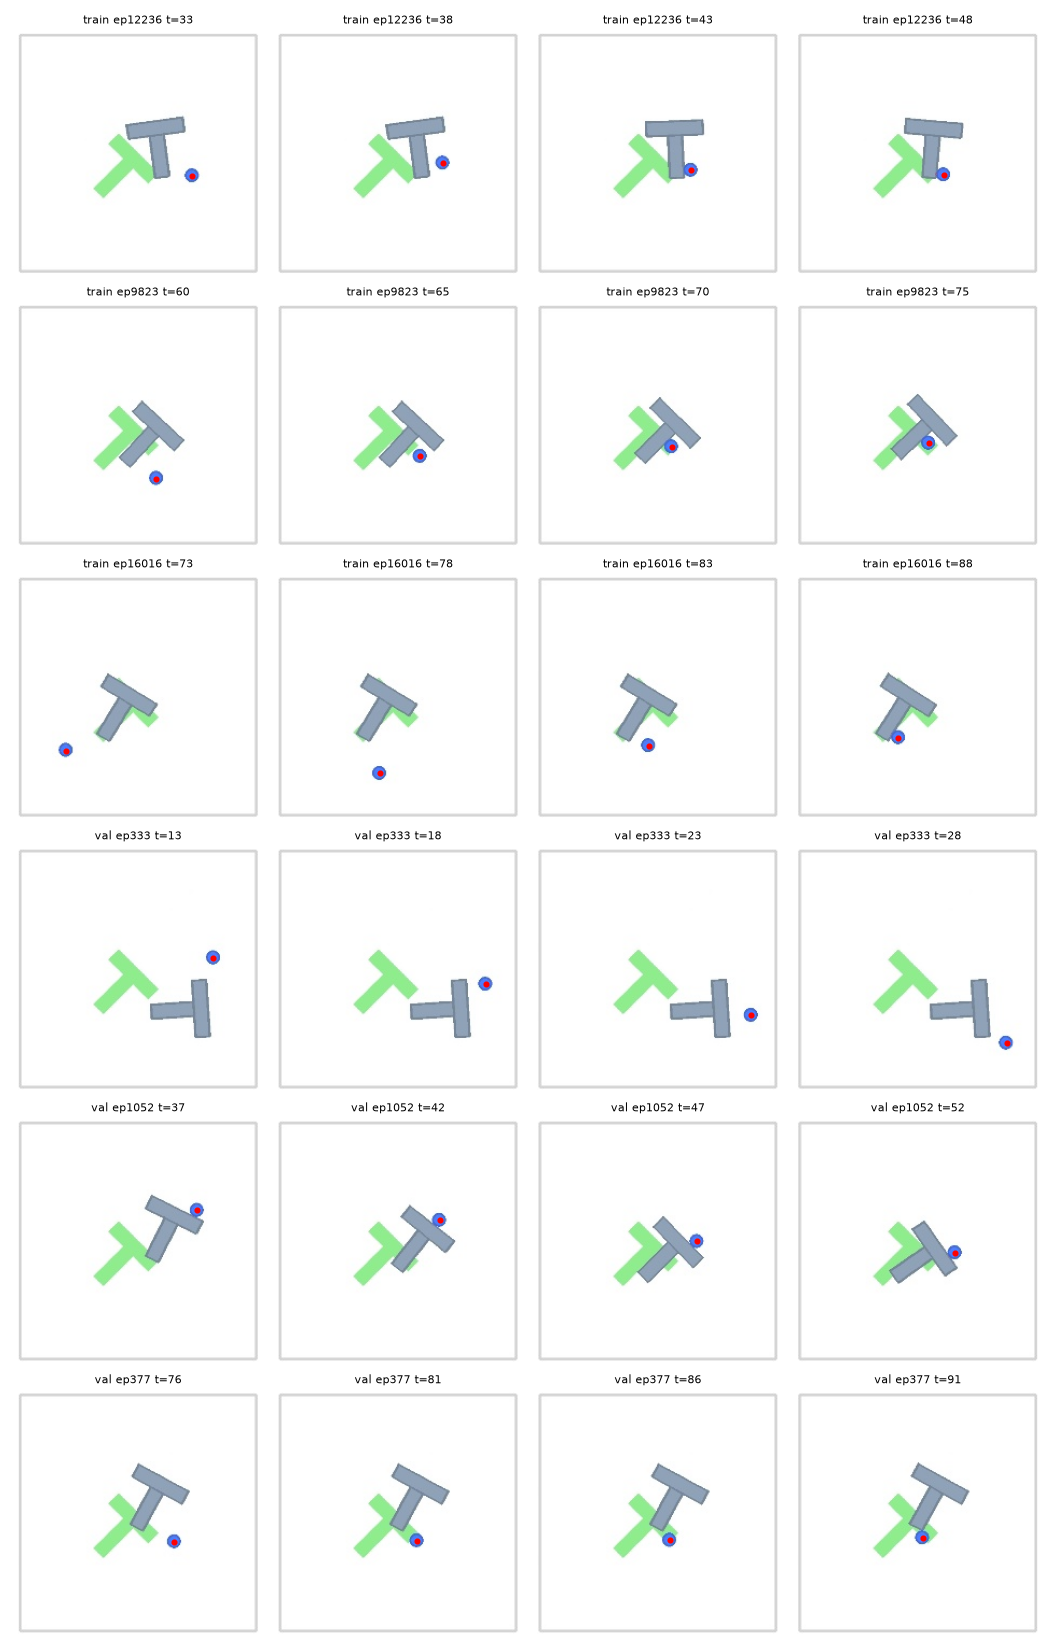 train ep12236 t=33
train ep12236 t=38
train ep12236 t=43
train ep12236 t=48
train ep9823 t=60
train ep9823 t=65
train ep9823 t=70
train ep9823 t=75
train ep16016 t=73
train ep16016 t=78
train ep16016 t=83
train ep16016 t=88
val ep333 t=13
val ep333 t=18
val ep333 t=23
val ep333 t=28
val ep1052 t=37
val ep1052 t=42
val ep1052 t=47
val ep1052 t=52
val ep377 t=76
val ep377 t=81
val ep377 t=86
val ep377 t=91